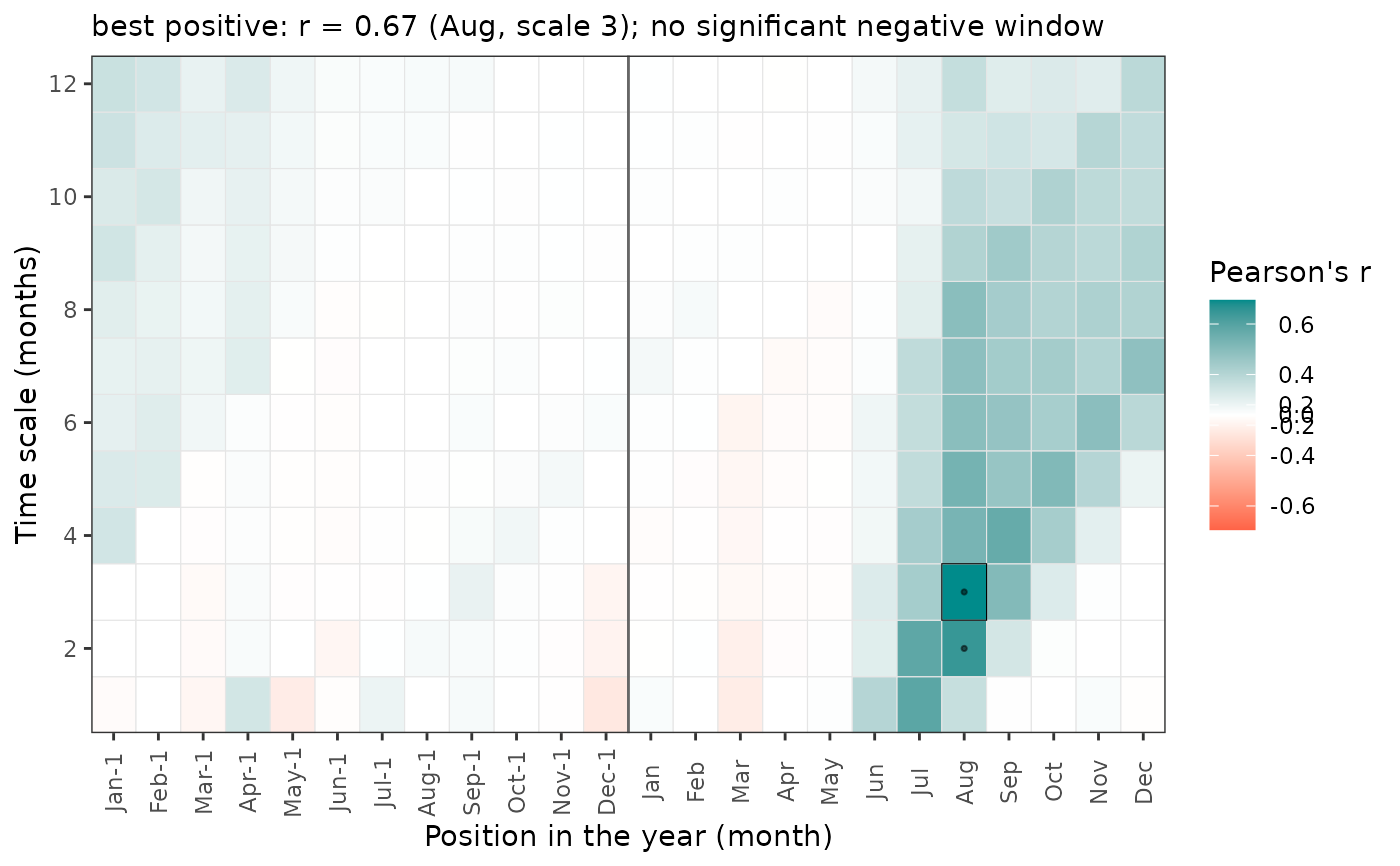 best positive: r = 0.67 (Aug, scale 3); no significant negative window
Time scale (months)
12
10
8
6
4
2
Jan-1
Feb-1
Mar-1
Apr-1
May-1
Jun-1
Jul-1
Aug-1
Sep-1
Oct-1
Nov-1
Dec-1
Jan
Feb
Mar
Apr
May
Jun
Jul
Aug
Sep
Oct
Nov
Dec
Position in the year (month)
Pearson's r
0.6
0.4
0.2
0.0
-0.2
-0.4
-0.6